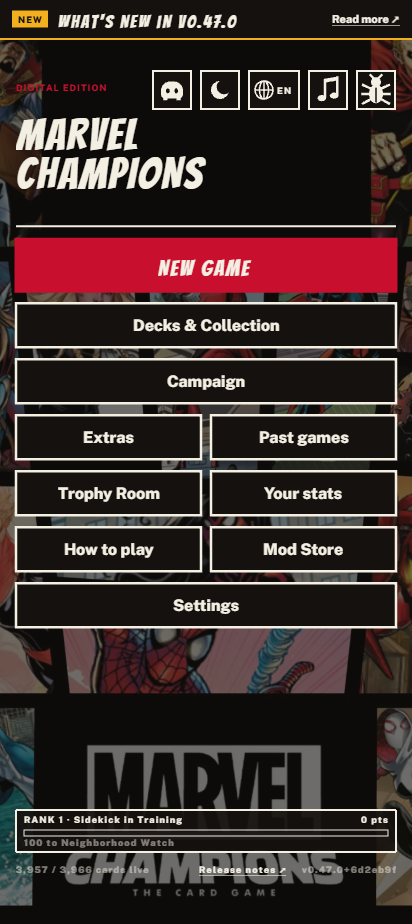 NEW WHAT'S NEW IN V0.47.0 Read more ↗
DIGITAL EDITION
EN
MARVEL
CHAMPIONS
NEW GAME
Decks & Collection
Campaign
Extras
Past games
Trophy Room
Your stats
How to play
Mod Store
Settings
MARVEL
RANK 1 · Sidekick in Training 0 pts
100 to Neighborhood Watch
CHAMPIONS
3,957 / 3,966 cards live Release notes ↗ v0.47.0+6d2eb9f
THE CARD GAME